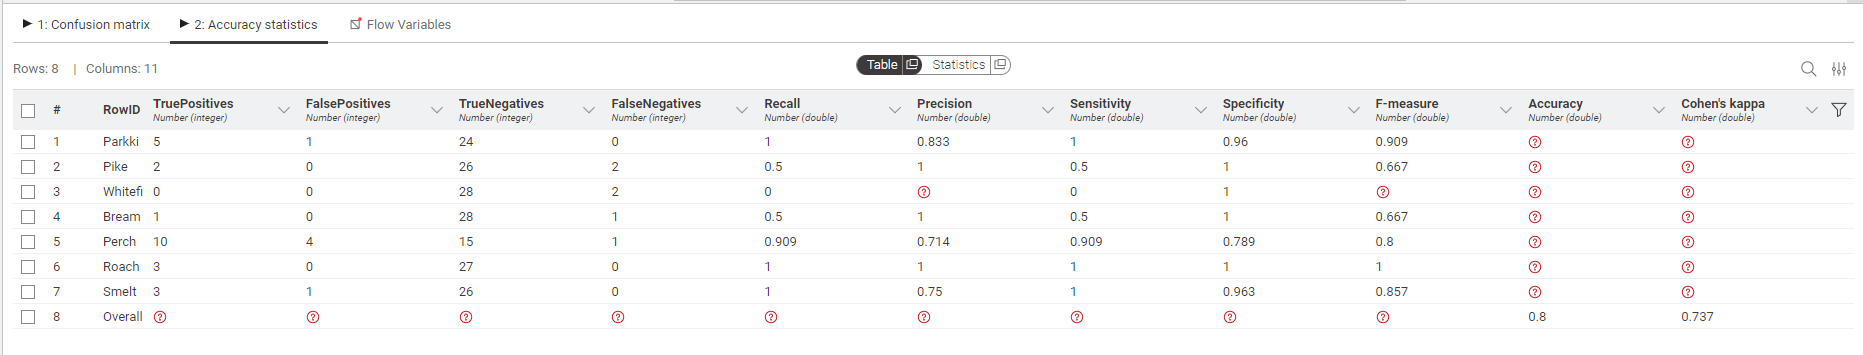 1: Confusion matrix 2: Accuracy statistics Flow Variables
Rows: 8 | Columns: 11 Table Statistics
# RowID TruePositives FalsePositives TrueNegatives FalseNegatives Recall Precision Sensitivity Specificity F-measure Accuracy Cohen's kappa
Number (integer) Number (integer) Number (integer) Number (integer) Number (double) Number (double) Number (double) Number (double) Number (double) Number (double) Number (double)
1 Parkki 5 1 24 0 1 0.833 1 0.96 0.909 ? ?
2 Pike 2 0 26 2 0.5 1 0.5 1 0.667 ? ?
3 Whitefi 0 0 28 2 0 ? 0 1 ? ? ?
4 Bream 1 0 28 1 0.5 1 0.5 1 0.667 ? ?
5 Perch 10 4 15 1 0.909 0.714 0.909 0.789 0.8 ? ?
6 Roach 3 0 27 0 1 1 1 1 1 ? ?
7 Smelt 3 1 26 0 1 0.75 1 0.963 0.857 ? ?
8 Overall ? ? ? ? ? ? ? ? ? 0.8 0.737